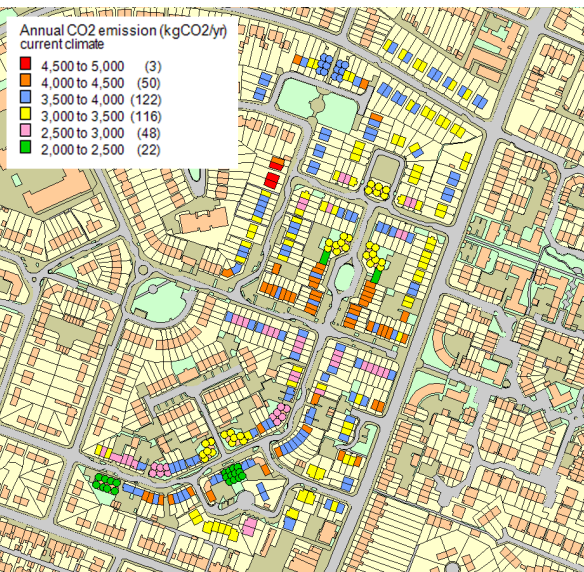 Annual CO2 emission (kgCO2/yr)
current climate
4,500 to 5,000 (3)
4,000 to 4,500 (50)
3,500 to 4,000 (122)
3,000 to 3,500 (116)
2,500 to 3,000 (48)
2,000 to 2,500 (22)